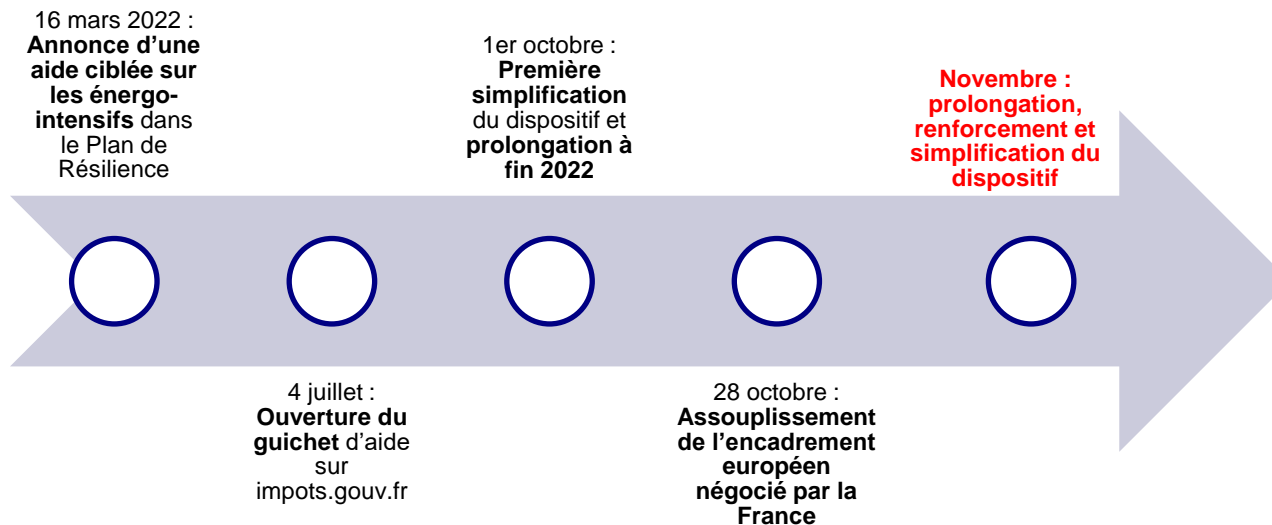 16 mars 2022 :
Annonce d'une
aide ciblée sur
les énergo-
intensifs dans
le Plan de
Résilience
4 juillet :
Ouverture du
guichet d'aide
sur
impots.gouv.fr
1er octobre :
Première
simplification
du dispositif et
prolongation à
fin 2022
28 octobre :
Assouplissement
de l'encadrement
européen
négocié par la
France
Novembre :
prolongation,
renforcement et
simplification du
dispositif